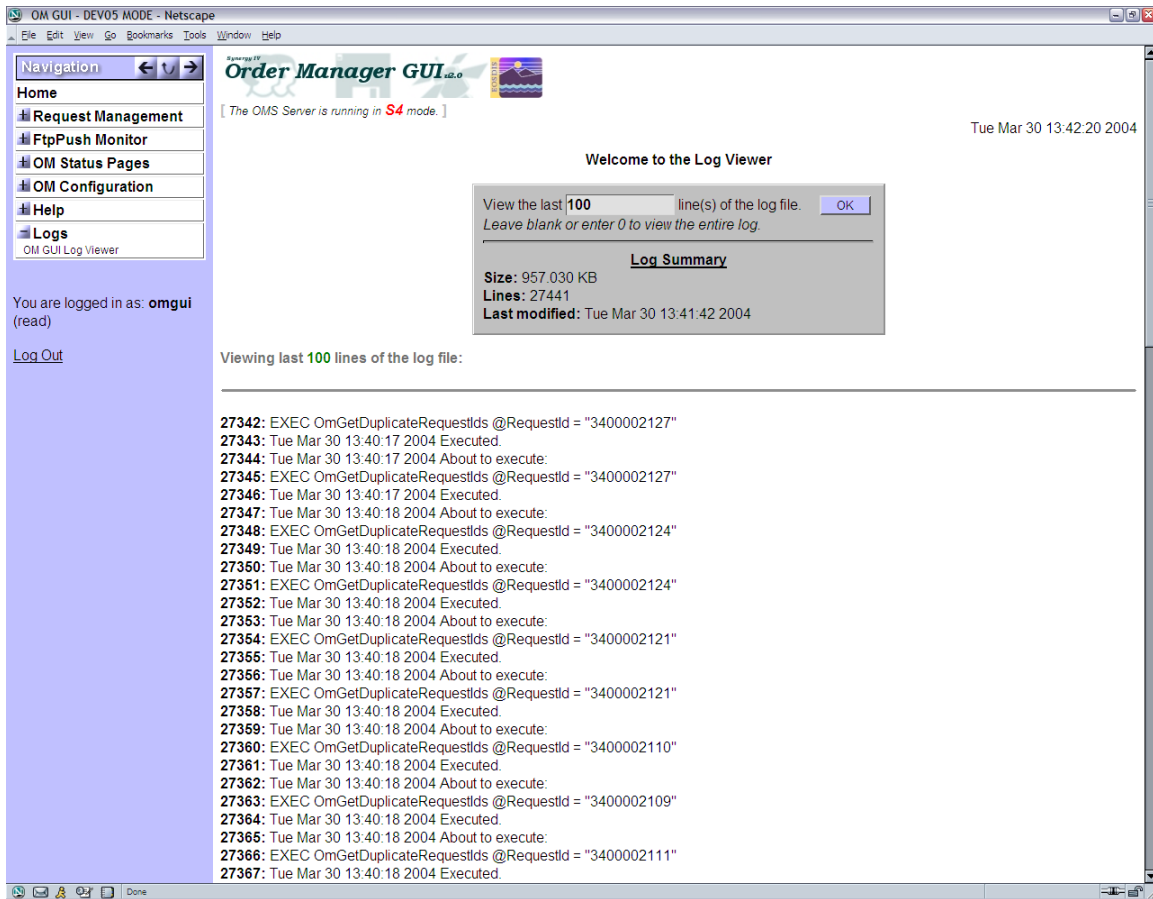 OM GUI - DEV05 MODE - Netscape
File Edit View Go Bookmarks Tools Window Help
Navigation
Home
Request Management
FtpPush Monitor
OM Status Pages
OM Configuration
Help
Logs
OM GUI Log Viewer
You are logged in as: omgui
(read)
Log Out
Synergy IV
Order Manager GUI
EOSDIS
[ The OMS Server is running in S4 mode. ]
Tue Mar 30 13:42:20 2004
Welcome to the Log Viewer
View the last 100 line(s) of the log file. OK
Leave blank or enter 0 to view the entire log.
Log Summary
Size: 957.030 KB
Lines: 27441
Last modified: Tue Mar 30 13:41:42 2004
Viewing last 100 lines of the log file:
27342: EXEC OmGetDuplicateRequestIds @RequestId = "3400002127"
27343: Tue Mar 30 13:40:17 2004 Executed.
27344: Tue Mar 30 13:40:17 2004 About to execute:
27345: EXEC OmGetDuplicateRequestIds @RequestId = "3400002127"
27346: Tue Mar 30 13:40:17 2004 Executed.
27347: Tue Mar 30 13:40:18 2004 About to execute:
27348: EXEC OmGetDuplicateRequestIds @RequestId = "3400002124"
27349: Tue Mar 30 13:40:18 2004 Executed.
27350: Tue Mar 30 13:40:18 2004 About to execute:
27351: EXEC OmGetDuplicateRequestIds @RequestId = "3400002124"
27352: Tue Mar 30 13:40:18 2004 Executed.
27353: Tue Mar 30 13:40:18 2004 About to execute:
27354: EXEC OmGetDuplicateRequestIds @RequestId = "3400002121"
27355: Tue Mar 30 13:40:18 2004 Executed.
27356: Tue Mar 30 13:40:18 2004 About to execute:
27357: EXEC OmGetDuplicateRequestIds @RequestId = "3400002121"
27358: Tue Mar 30 13:40:18 2004 Executed.
27359: Tue Mar 30 13:40:18 2004 About to execute:
27360: EXEC OmGetDuplicateRequestIds @RequestId = "3400002110"
27361: Tue Mar 30 13:40:18 2004 Executed.
27362: Tue Mar 30 13:40:18 2004 About to execute:
27363: EXEC OmGetDuplicateRequestIds @RequestId = "3400002109"
27364: Tue Mar 30 13:40:18 2004 Executed.
27365: Tue Mar 30 13:40:18 2004 About to execute:
27366: EXEC OmGetDuplicateRequestIds @RequestId = "3400002111"
27367: Tue Mar 30 13:40:18 2004 Executed.
Done